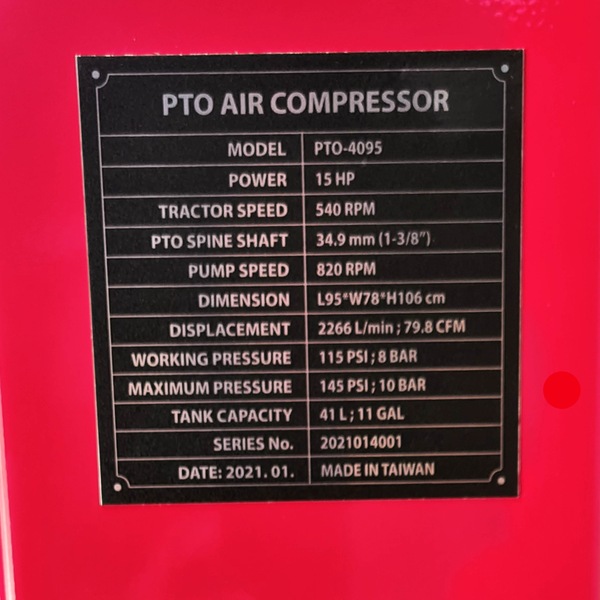 PTO AIR COMPRESSOR
MODEL PTO-4095
POWER 15 HP
TRACTOR SPEED 540 RPM
PTO SPINE SHAFT 34.9 mm (1-3/8")
PUMP SPEED 820 RPM
DIMENSION L95*W78*H106 cm
DISPLACEMENT 2266 L/min ; 79.8 CFM
WORKING PRESSURE 115 PSI ; 8 BAR
MAXIMUM PRESSURE 145 PSI ; 10 BAR
TANK CAPACITY 41 L ; 11 GAL
SERIES No. 2021014001
DATE: 2021. 01. MADE IN TAIWAN